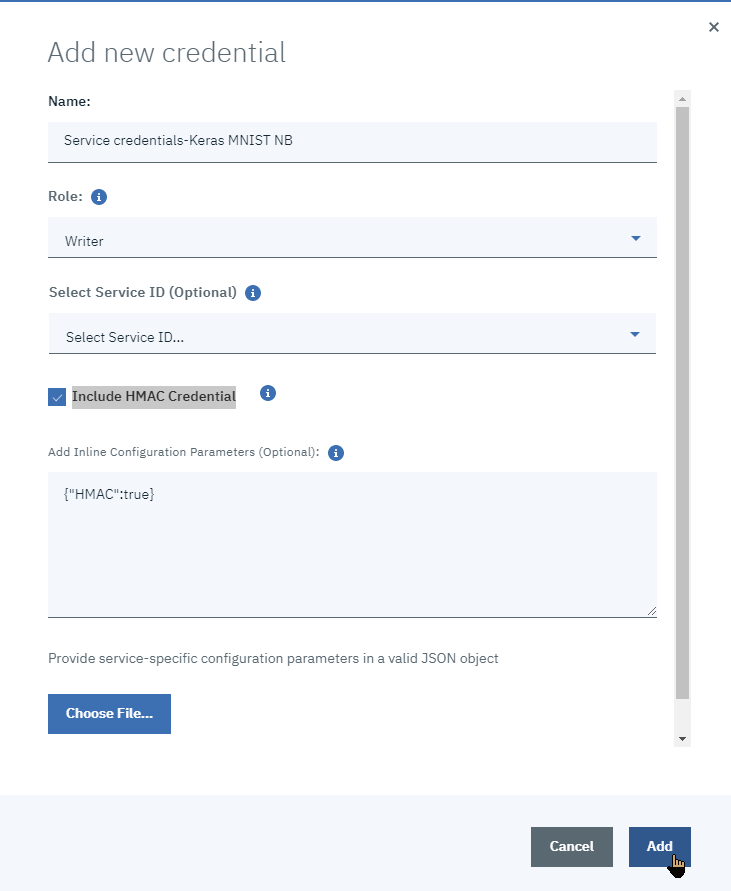 Add new credential
Name:
Service credentials-Keras MNIST NB
Role:
Writer
Select Service ID (Optional)
Select Service ID...
Include HMAC Credential
Add Inline Configuration Parameters (Optional):
{"HMAC":true}
Provide service-specific configuration parameters in a valid JSON object
Choose File...
Cancel
Add